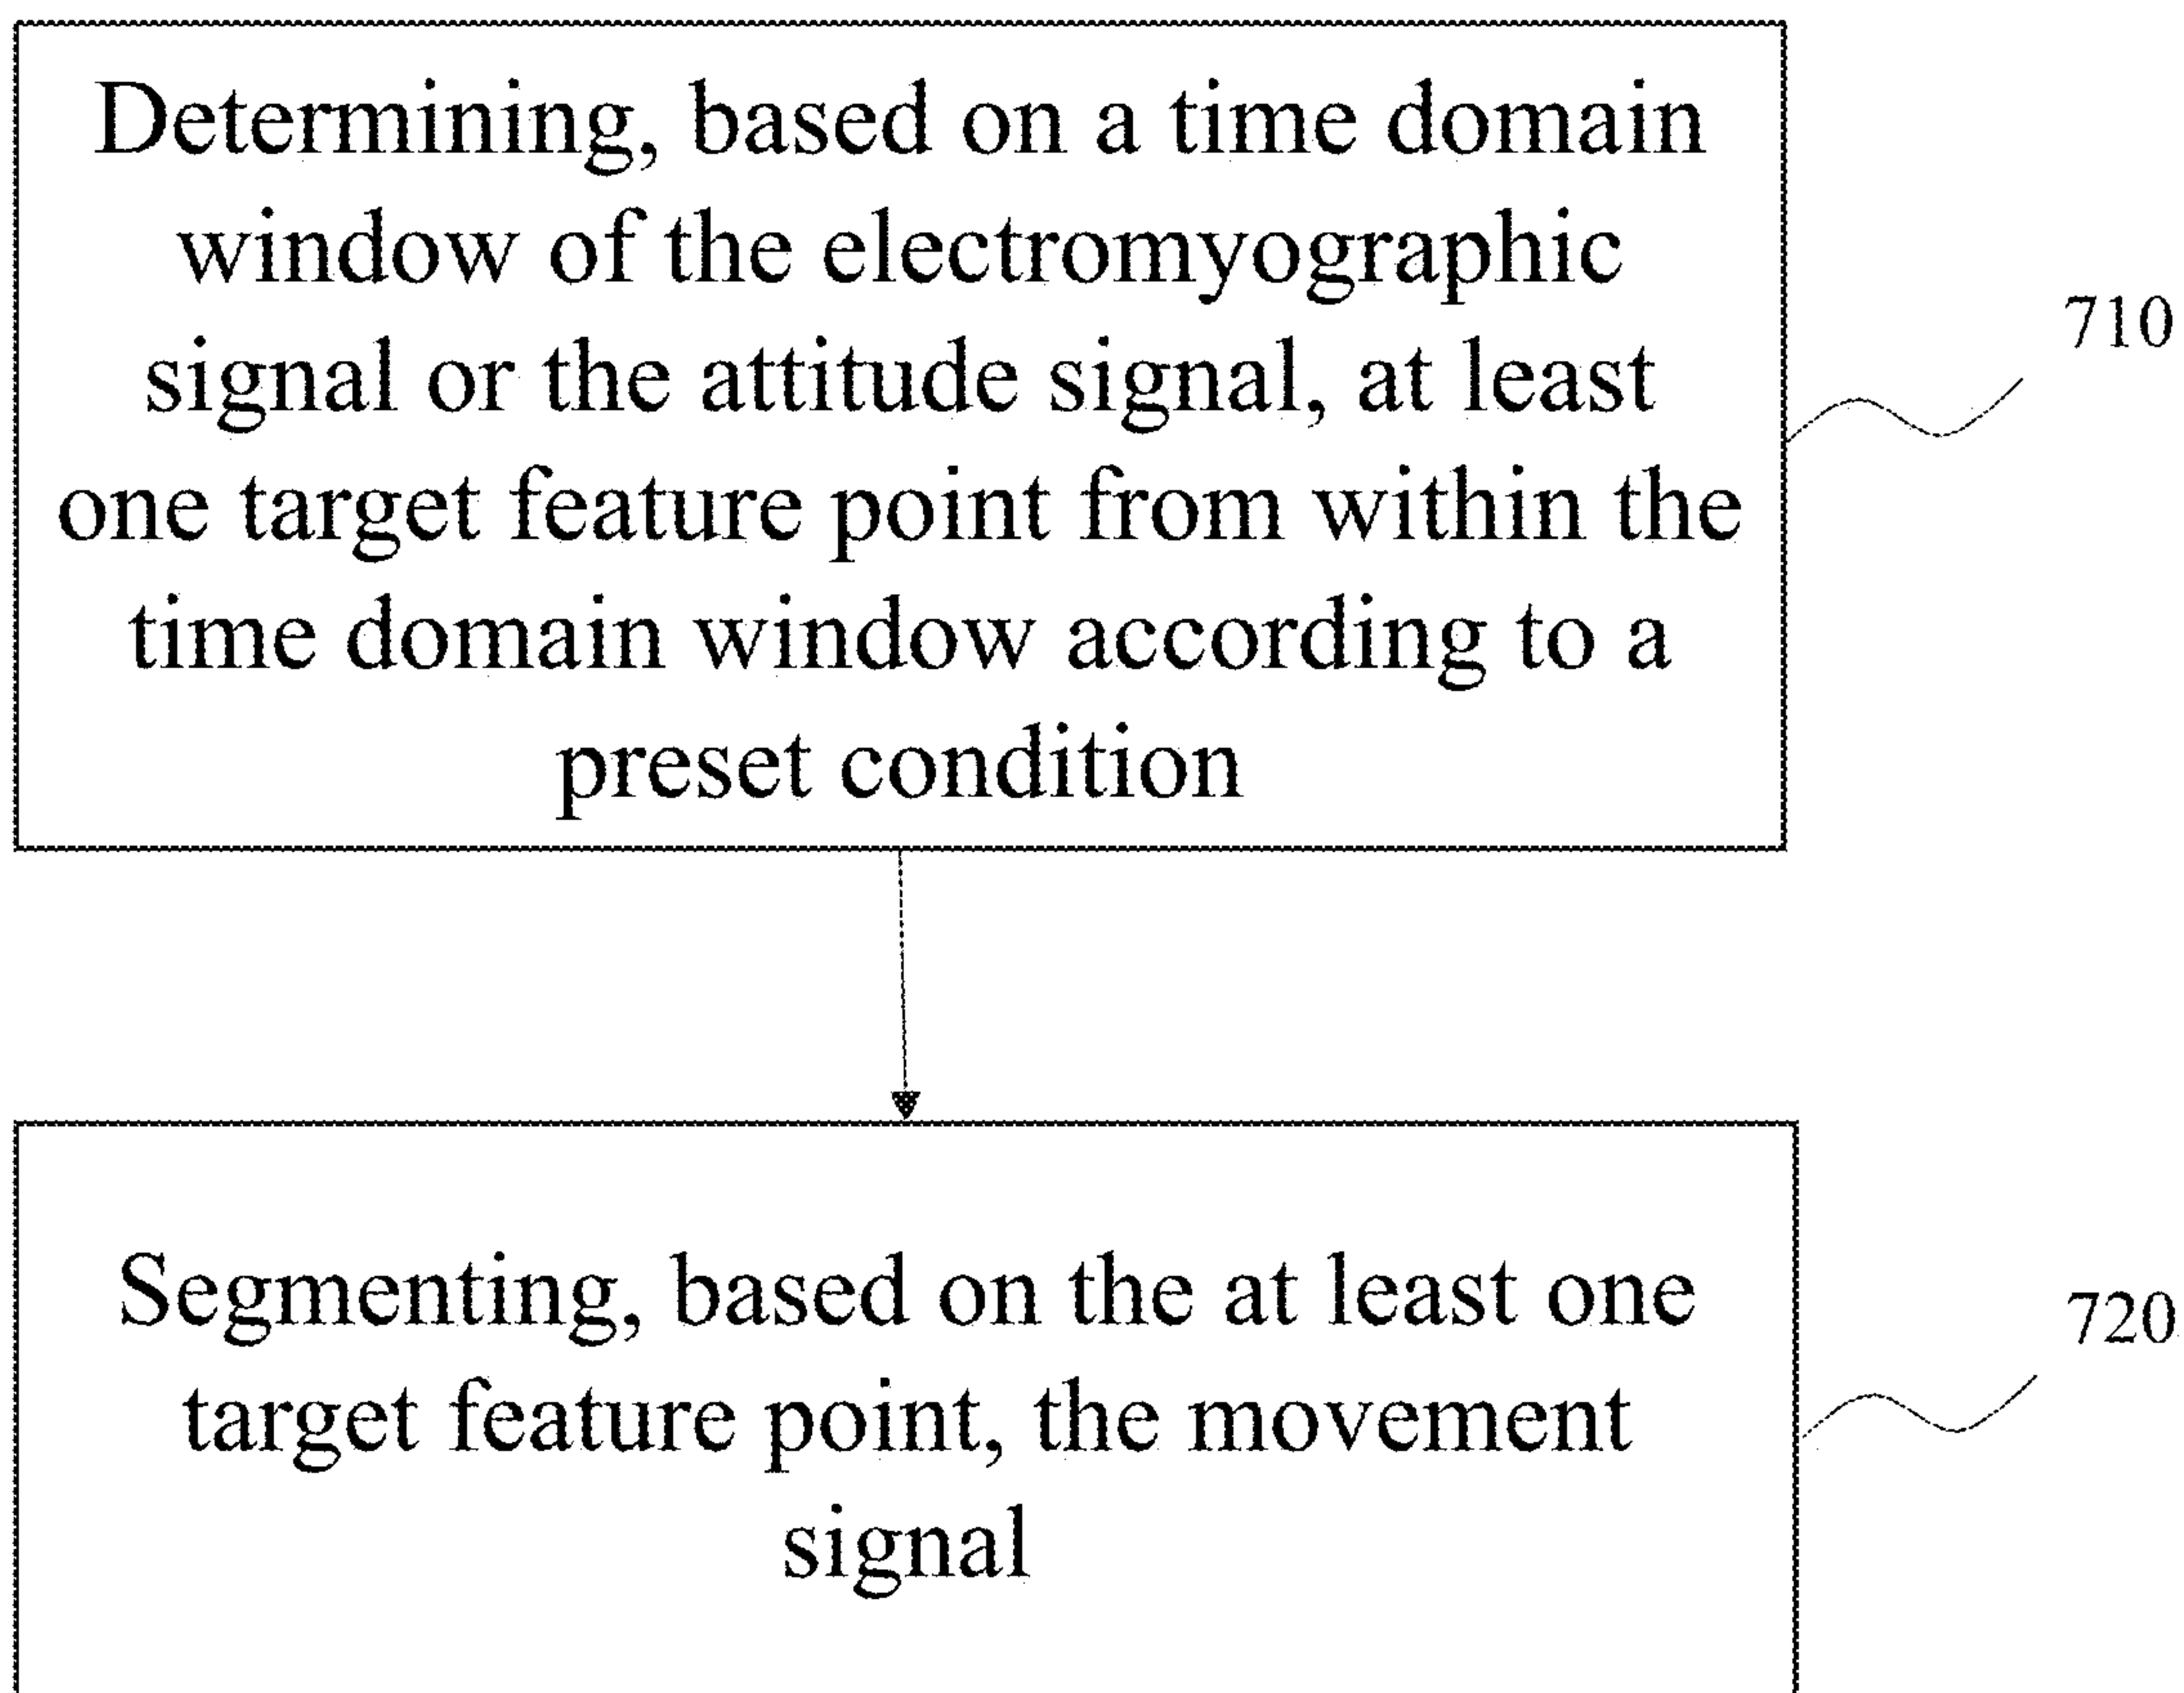 Determining, based on a time domain
window of the electromyographic
signal or the attitude signal, at least
one target feature point from within the
time domain window according to a
preset condition
710
Segmenting, based on the at least one
target feature point, the movement
signal
720